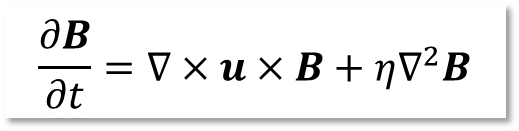 ∂B/∂t = ∇ × u × B + η∇²B